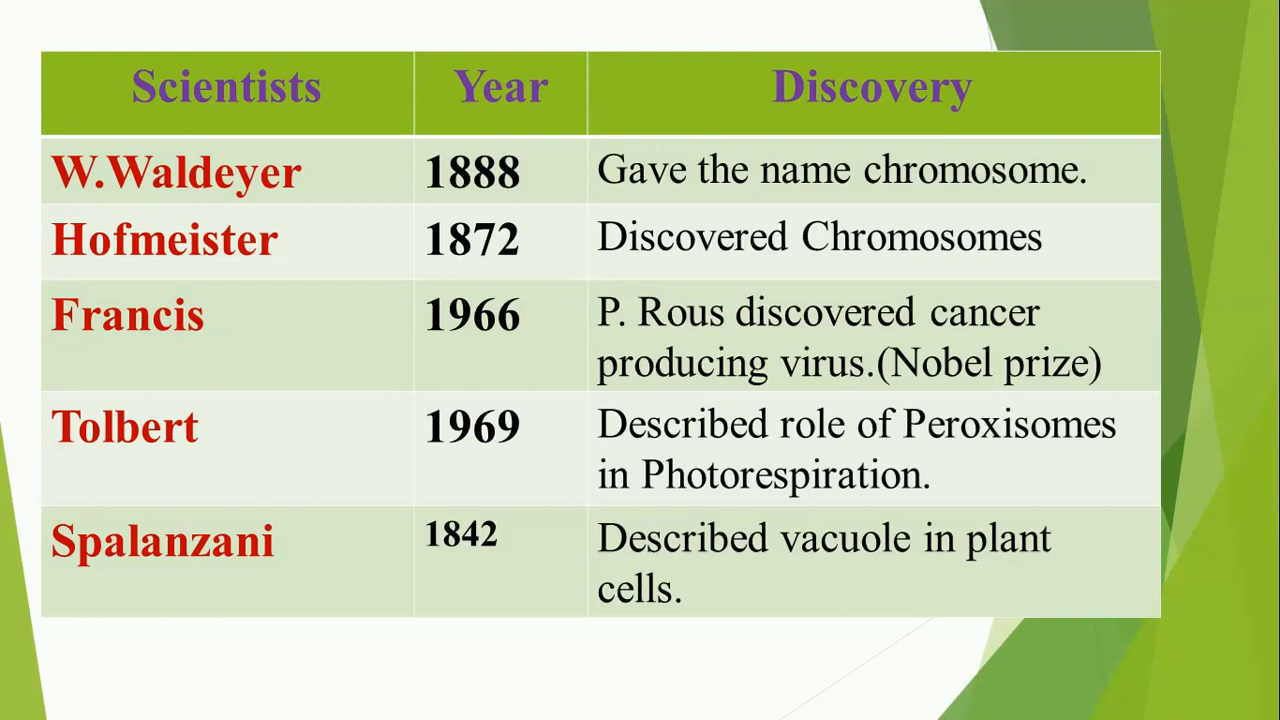 Scientists Year Discovery
W.Waldeyer 1888 Gave the name chromosome.
Hofmeister 1872 Discovered Chromosomes
Francis 1966 P. Rous discovered cancer
producing virus.(Nobel prize)
Tolbert 1969 Described role of Peroxisomes
in Photorespiration.
Spalanzani 1842 Described vacuole in plant
cells.